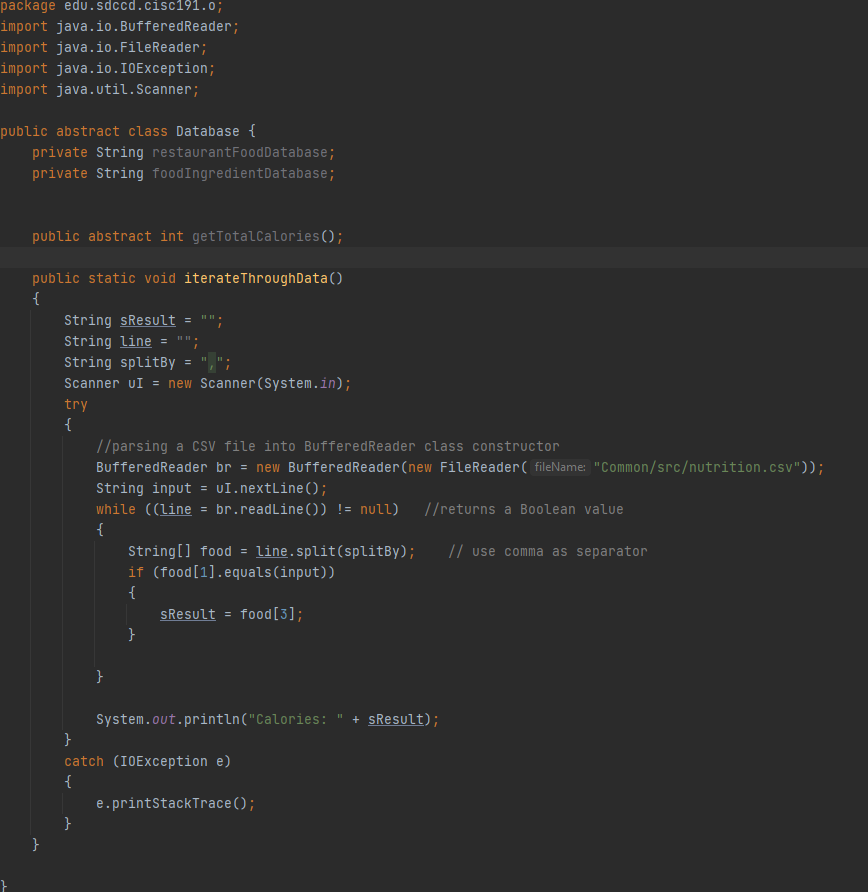 package edu.sdccd.cisc191.o;
import java.io.BufferedReader;
import java.io.FileReader;
import java.io.IOException;
import java.util.Scanner;

public abstract class Database {
    private String restaurantFoodDatabase;
    private String foodIngredientDatabase;


    public abstract int getTotalCalories();

    public static void iterateThroughData()
    {
        String sResult = "";
        String line = "";
        String splitBy = ",";
        Scanner uI = new Scanner(System.in);
        try
        {
            //parsing a CSV file into BufferedReader class constructor
            BufferedReader br = new BufferedReader(new FileReader( fileName: "Common/src/nutrition.csv"));
            String input = uI.nextLine();
            while ((line = br.readLine()) != null)   //returns a Boolean value
            {
                String[] food = line.split(splitBy);    // use comma as separator
                if (food[1].equals(input))
                {
                    sResult = food[3];
                }

            }

            System.out.println("Calories: " + sResult);
        }
        catch (IOException e)
        {
            e.printStackTrace();
        }
    }

}